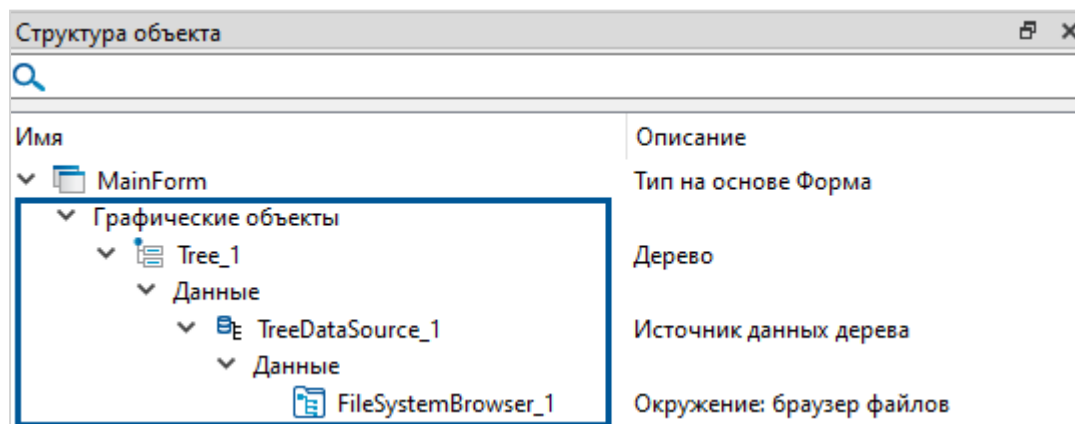 Структура объекта
Имя Описание
MainForm Тип на основе Форма
Графические объекты
Tree_1 Дерево
Данные
TreeDataSource_1 Источник данных дерева
Данные
FileSystemBrowser_1 Окружение: браузер файлов